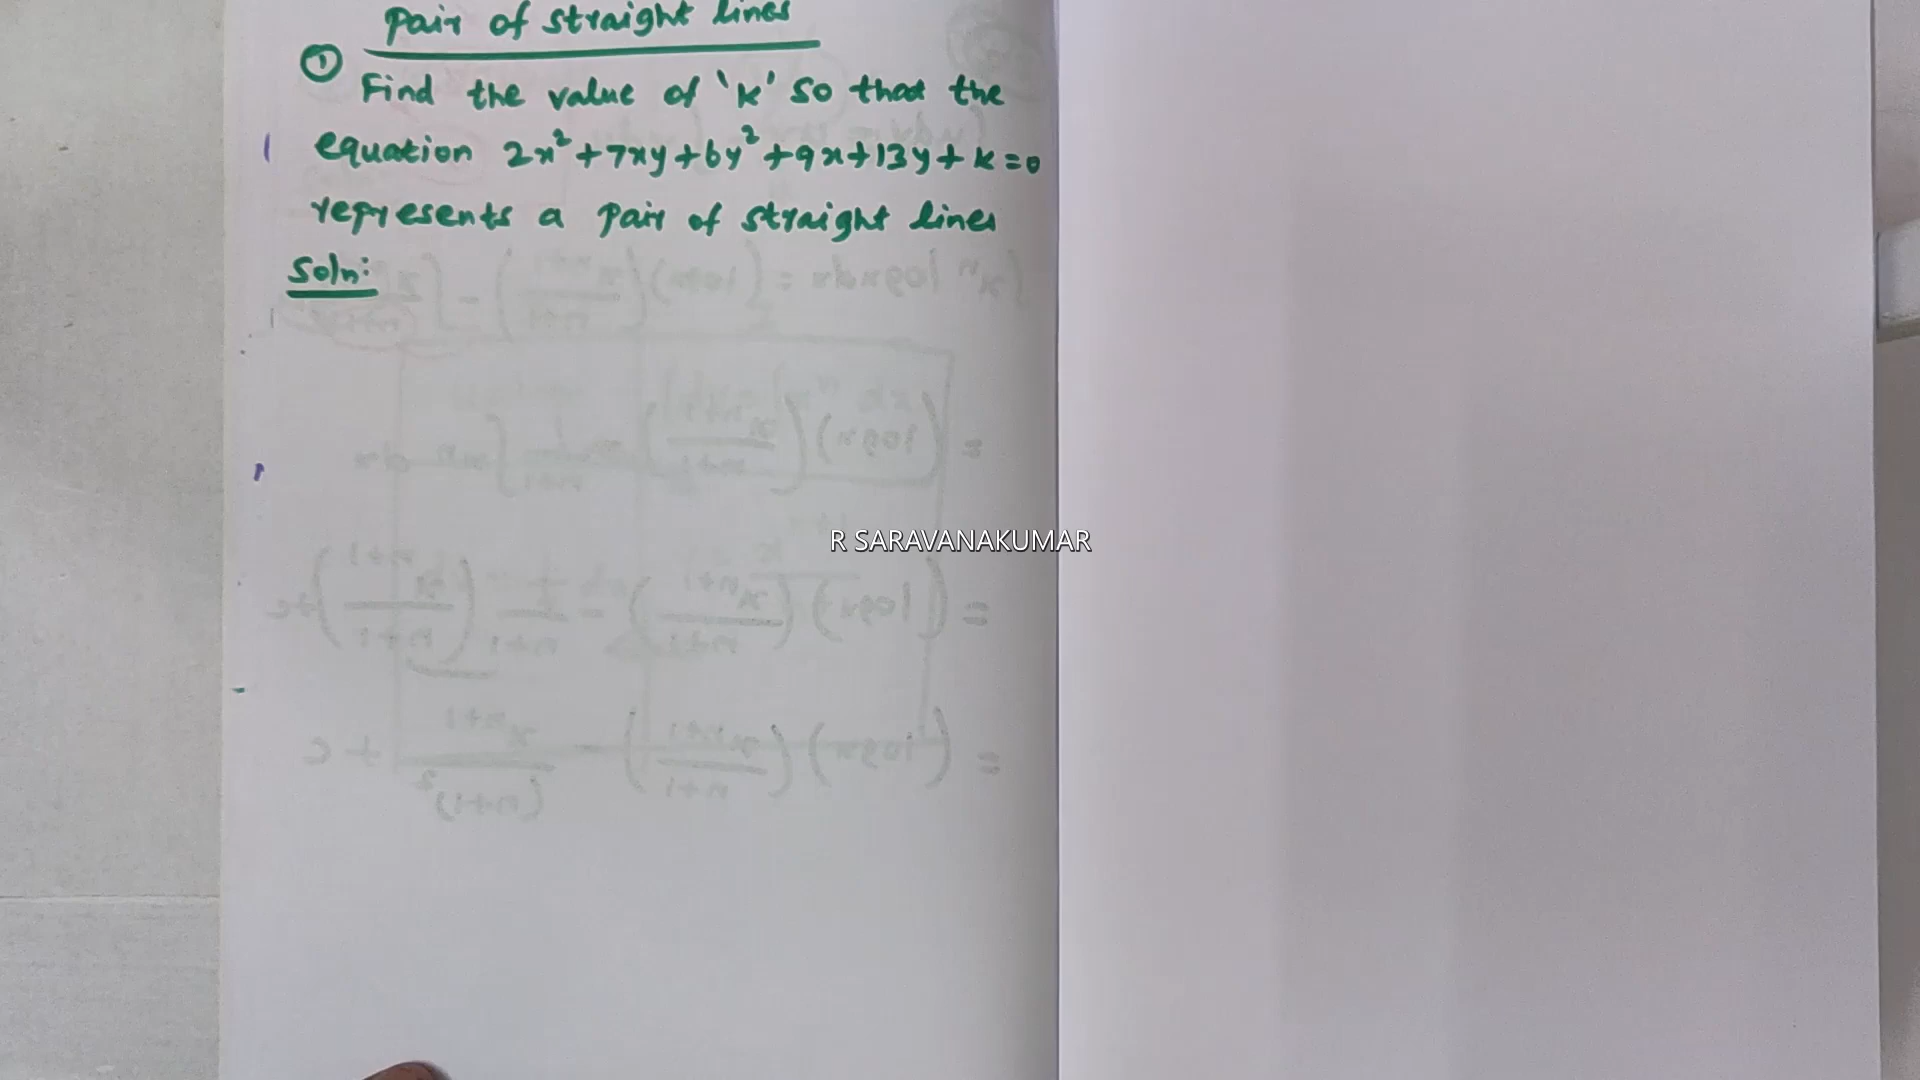 Pair of straight lines
① Find the value of 'k' so that the
equation 2x²+7xy+6y²+9x+13y+k=0
represents a pair of straight lines
Soln:
R SARAVANAKUMAR